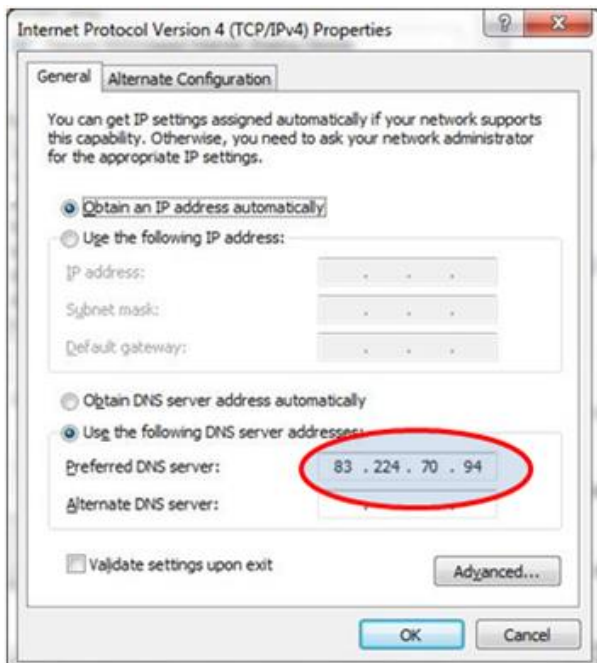 Internet Protocol Version 4 (TCP/IPv4) Properties
General
Alternate Configuration
You can get IP settings assigned automatically if your network supports
this capability. Otherwise, you need to ask your network administrator
for the appropriate IP settings.
Obtain an IP address automatically
Use the following IP address:
IP address:
Subnet mask:
Default gateway:
Obtain DNS server address automatically
Use the following DNS server addresses:
Preferred DNS server: 83 . 224 . 70 . 94
Alternate DNS server:
Validate settings upon exit
Advanced...
OK
Cancel